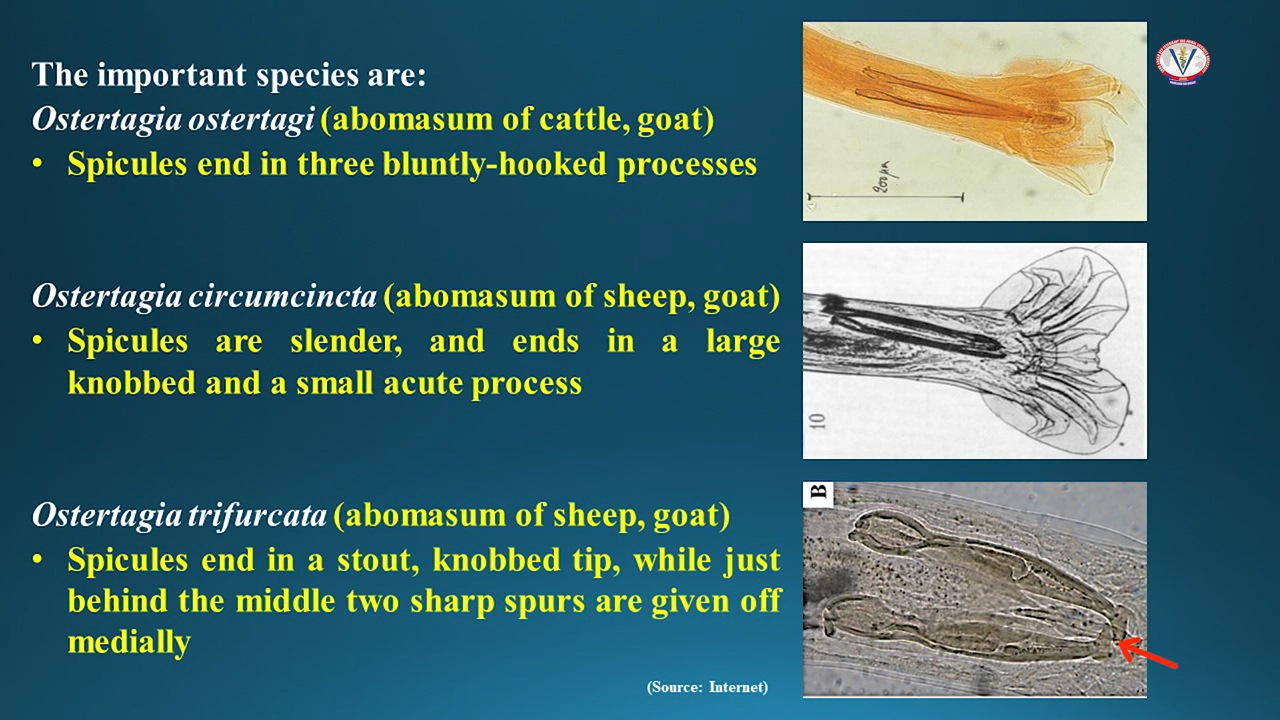 The important species are:
Ostertagia ostertagi (abomasum of cattle, goat)
• Spicules end in three bluntly-hooked processes
Ostertagia circumcincta (abomasum of sheep, goat)
• Spicules are slender, and ends in a large
knobbed and a small acute process
Ostertagia trifurcata (abomasum of sheep, goat)
• Spicules end in a stout, knobbed tip, while just
behind the middle two sharp spurs are given off
medially
(Source: Internet)
200 µm
10
B